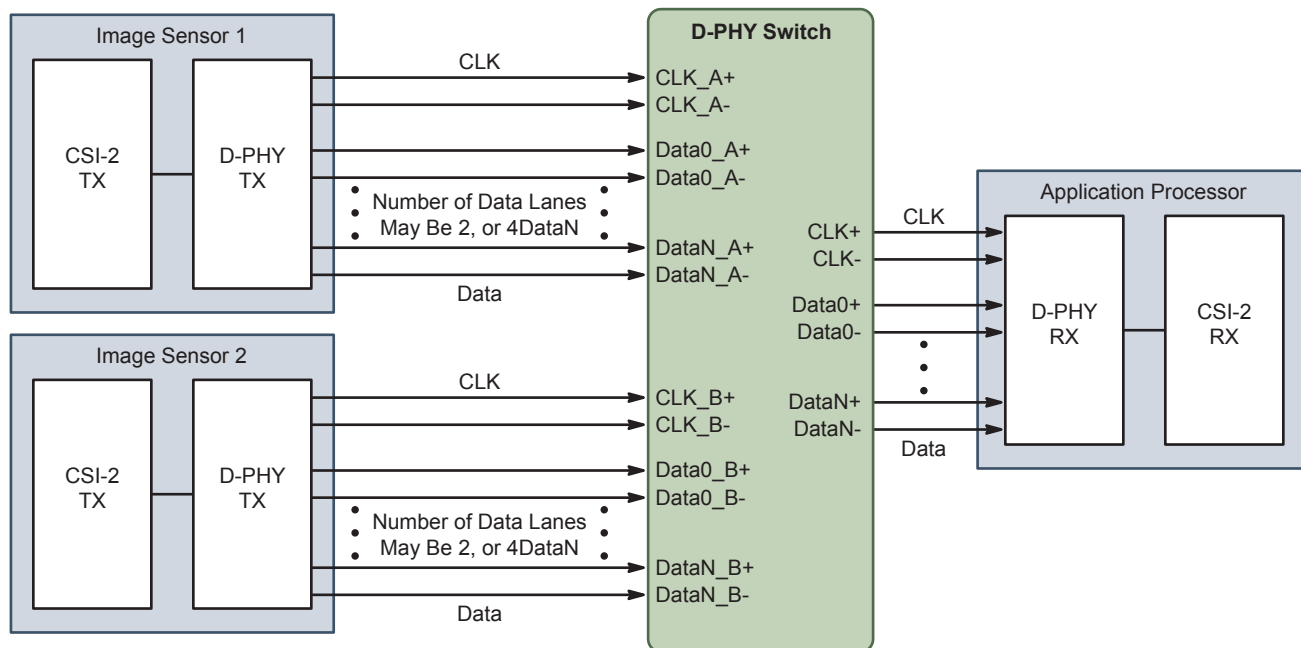 Image Sensor 1
CSI-2
TX
D-PHY
TX
CLK
Number of Data Lanes
May Be 2, or 4DataN
Data
Image Sensor 2
CSI-2
TX
D-PHY
TX
CLK
Number of Data Lanes
May Be 2, or 4DataN
Data
D-PHY Switch
CLK_A+
CLK_A-
Data0_A+
Data0_A-
DataN_A+
DataN_A-
CLK_B+
CLK_B-
Data0_B+
Data0_B-
DataN_B+
DataN_B-
CLK+
CLK-
Data0+
Data0-
DataN+
DataN-
CLK
Data
Application Processor
D-PHY
RX
CSI-2
RX